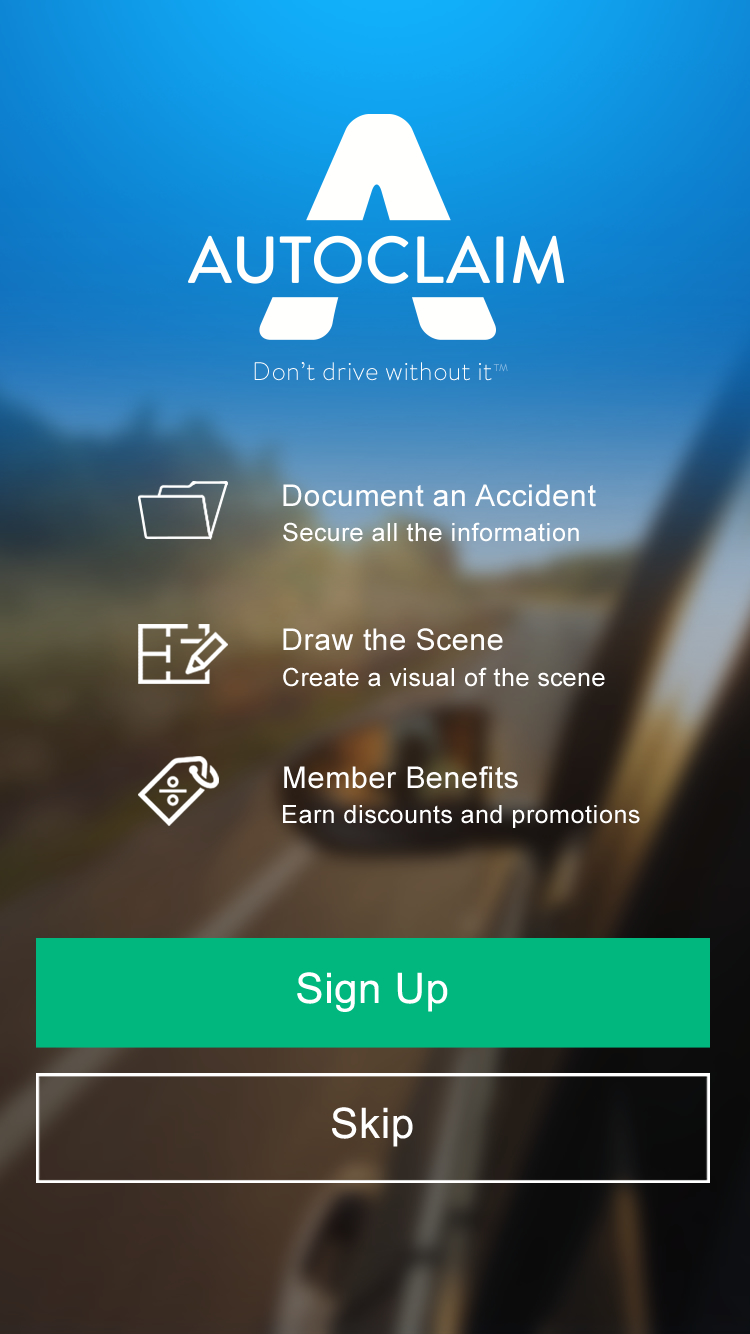 AUTOCLAIM
Don't drive without it™
Document an Accident
Secure all the information
Draw the Scene
Create a visual of the scene
Member Benefits
Earn discounts and promotions
Sign Up
Skip